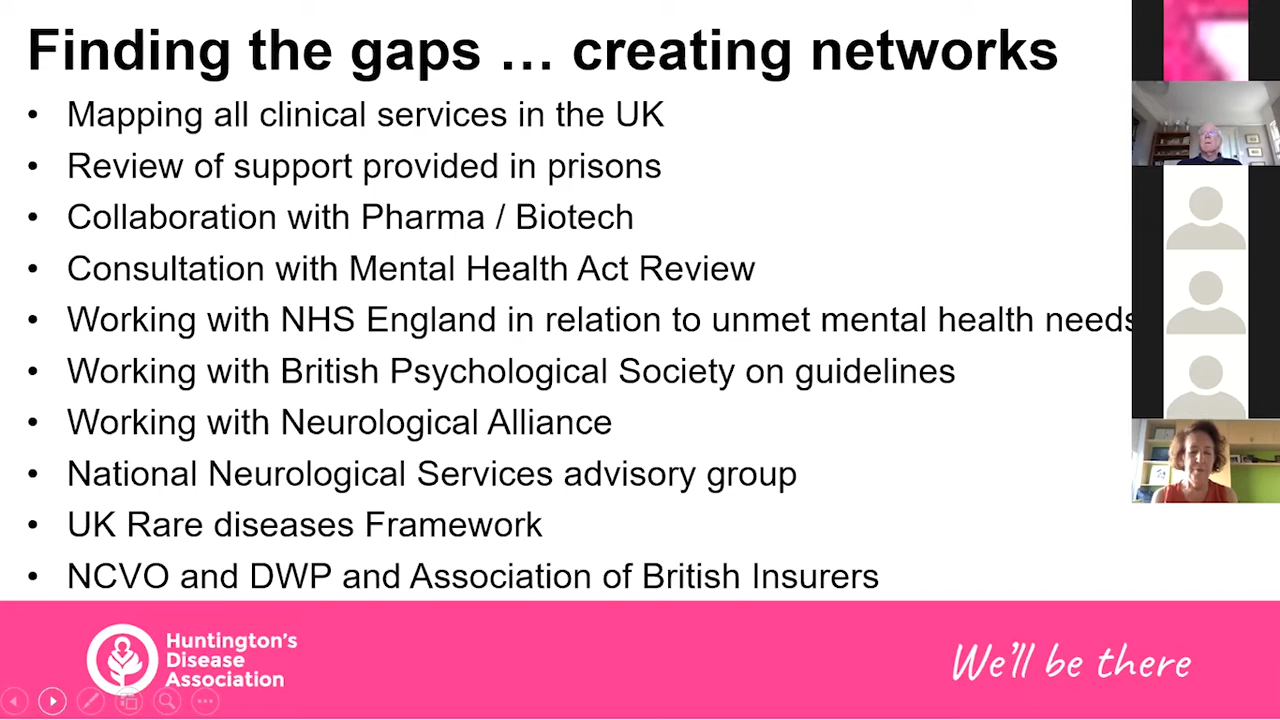 Finding the gaps … creating networks
• Mapping all clinical services in the UK
• Review of support provided in prisons
• Collaboration with Pharma / Biotech
• Consultation with Mental Health Act Review
• Working with NHS England in relation to unmet mental health needs
• Working with British Psychological Society on guidelines
• Working with Neurological Alliance
• National Neurological Services advisory group
• UK Rare diseases Framework
• NCVO and DWP and Association of British Insurers
Huntington's
Disease
Association
We'll be there